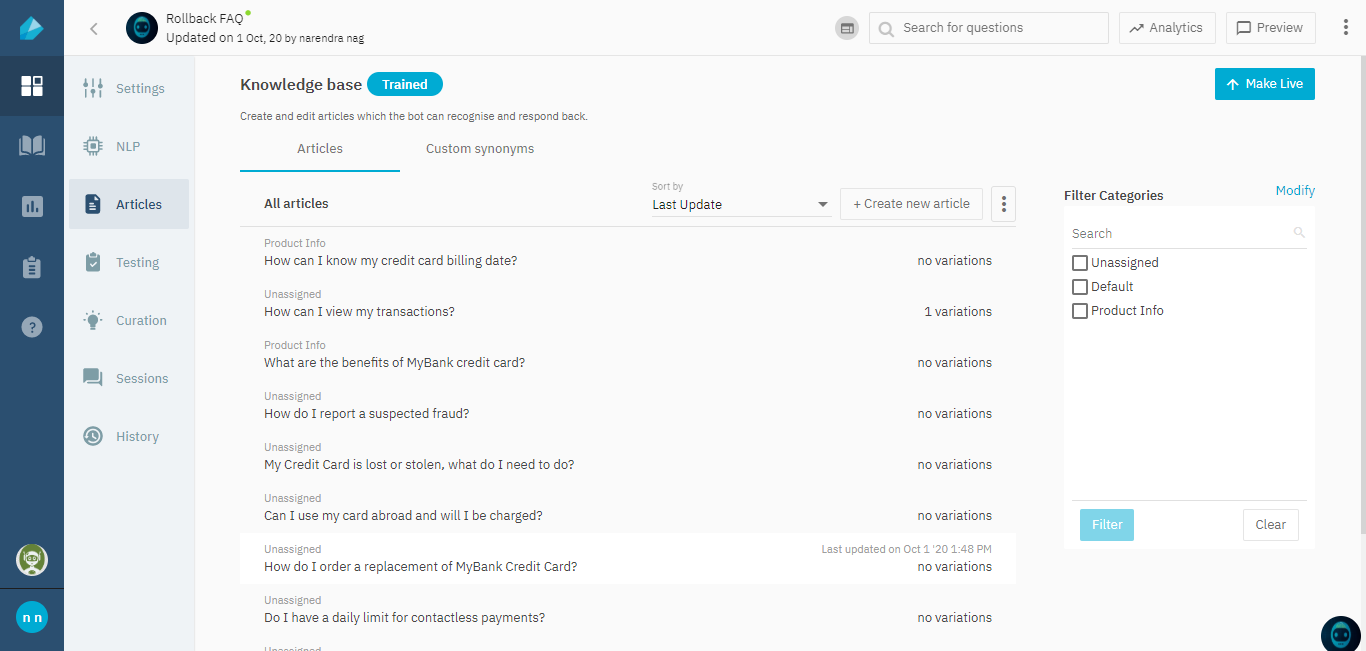 Rollback FAQ
Updated on 1 Oct, 20 by narendra nag
Search for questions
Analytics
Preview
Settings
NLP
Articles
Testing
Curation
Sessions
History
n n
Knowledge base Trained
Make Live
Create and edit articles which the bot can recognise and respond back.
Articles
Custom synonyms
All articles
Sort by
Last Update
+ Create new article
Product Info
How can I know my credit card billing date? no variations
Unassigned
How can I view my transactions? 1 variations
Product Info
What are the benefits of MyBank credit card? no variations
Unassigned
How do I report a suspected fraud? no variations
Unassigned
My Credit Card is lost or stolen, what do I need to do? no variations
Unassigned
Can I use my card abroad and will I be charged? no variations
Unassigned Last updated on Oct 1 '20 1:48 PM
How do I order a replacement of MyBank Credit Card? no variations
Unassigned
Do I have a daily limit for contactless payments? no variations
Unassigned
Filter Categories
Modify
Search
Unassigned
Default
Product Info
Filter
Clear